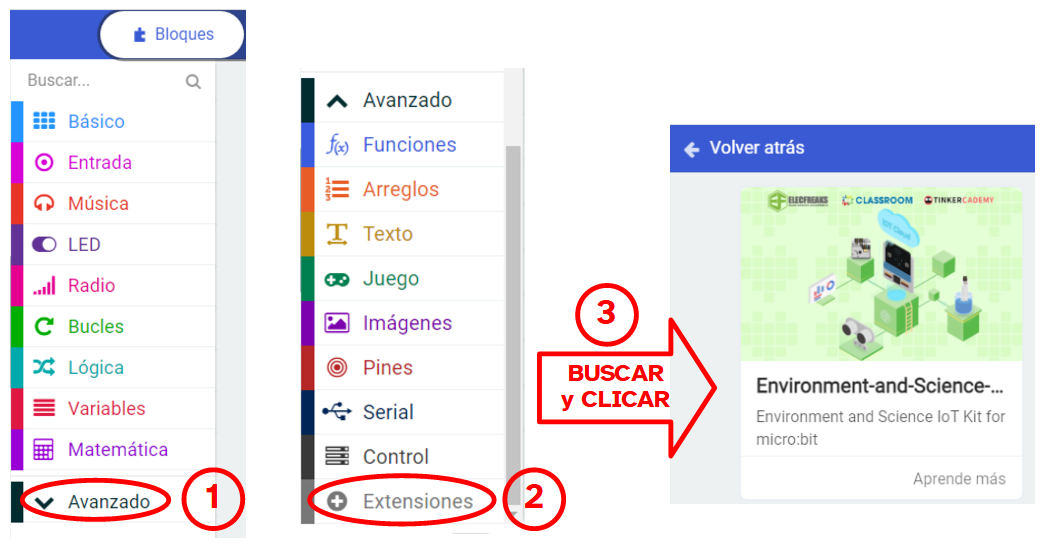 Bloques
Buscar...
Básico
Entrada
Música
LED
Radio
Bucles
Lógica
Variables
Matemática
Avanzado
1
Avanzado
f(x) Funciones
Arreglos
Texto
Juego
Imágenes
Pines
Serial
Control
Extensiones
2
3
BUSCAR
y CLICAR
Volver atrás
ELECFREAKS CLASSROOM TINKERCADEMY
IOT Cloud
Environment-and-Science-...
Environment and Science IoT Kit for
micro:bit
Aprende más